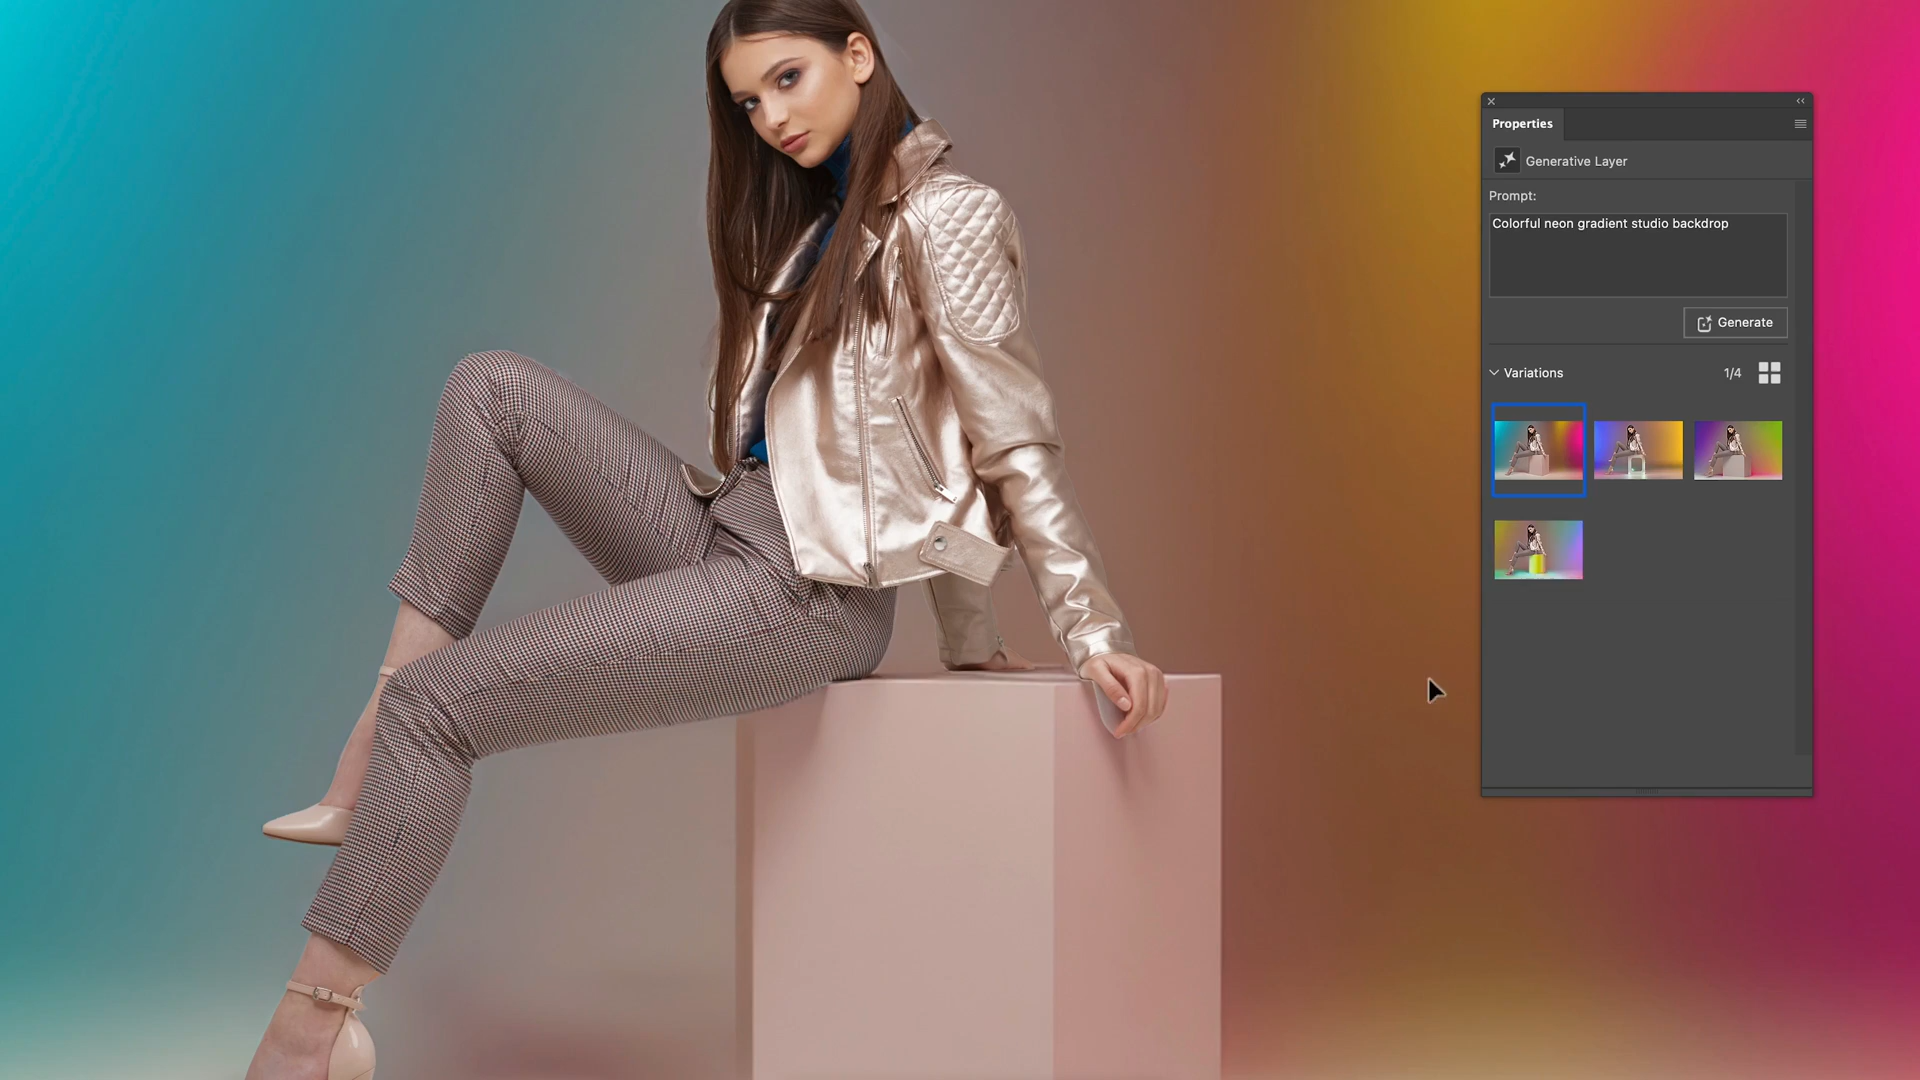 Properties
Generative Layer
Prompt:
Colorful neon gradient studio backdrop
Generate
Variations 1/4